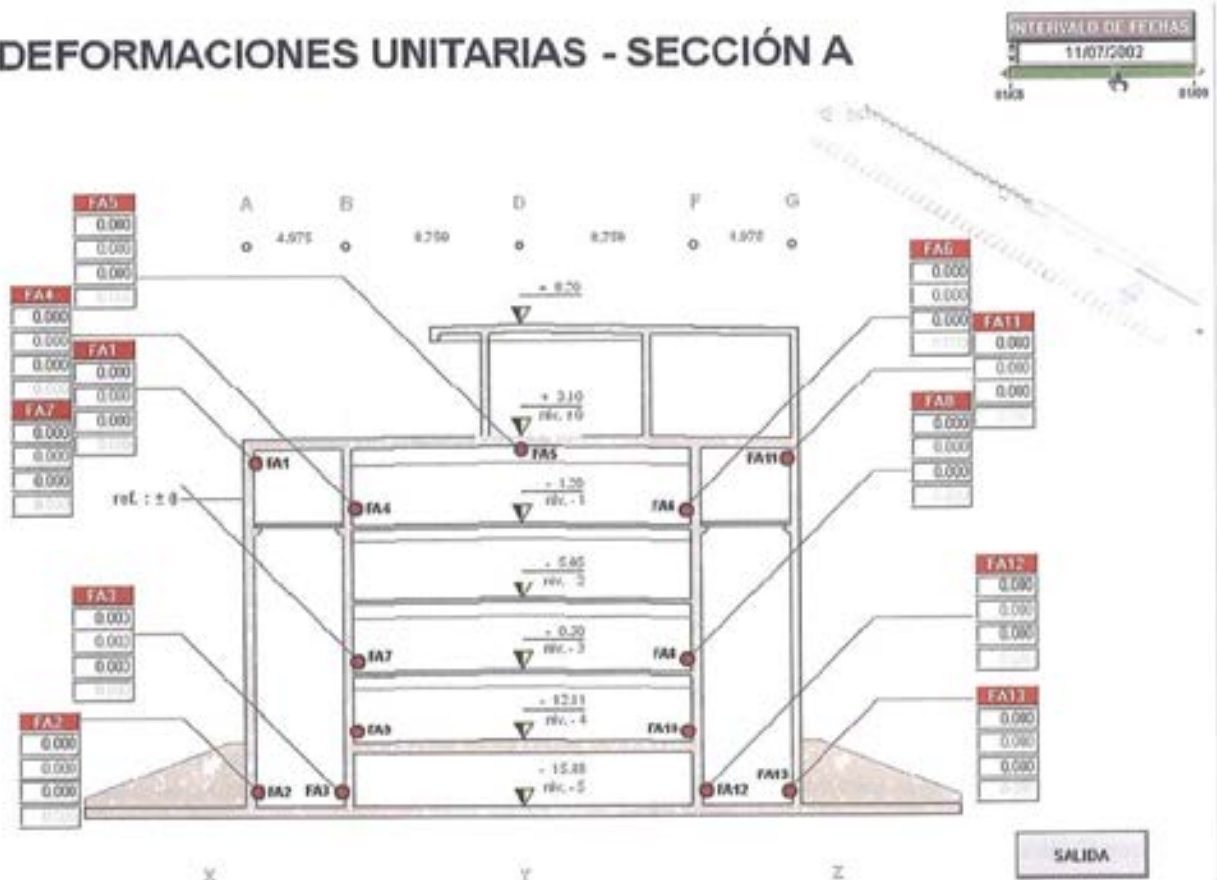 DEFORMACIONES UNITARIAS - SECCIÓN A
INTERVALO DE FECHAS
11/07/2002
01/09
A B D F G
4.975 8.750 8.750 4.975
FA5
0.000
0.000
0.000
FA4
0.000
0.000
0.000
0.000
FA1
0.000
0.000
0.000
FA7
0.000
0.000
0.000
FA6
0.000
0.000
0.000
FA11
0.000
0.000
0.000
FA8
0.000
0.000
0.000
+ 3.10
niv. ±0
FA5
FA1
FA11
ref. : ± 0
- 1.20
niv. - 1
FA4
FA6
niv. - 3
FA7
FA8
niv. - 4
FA9
FA10
niv. - 5
FA2
FA3
FA12
FA13
FA3
0.000
0.000
0.000
FA2
0.000
0.000
0.000
FA12
0.000
0.000
0.000
FA13
0.000
0.000
0.000
X Y Z
SALIDA